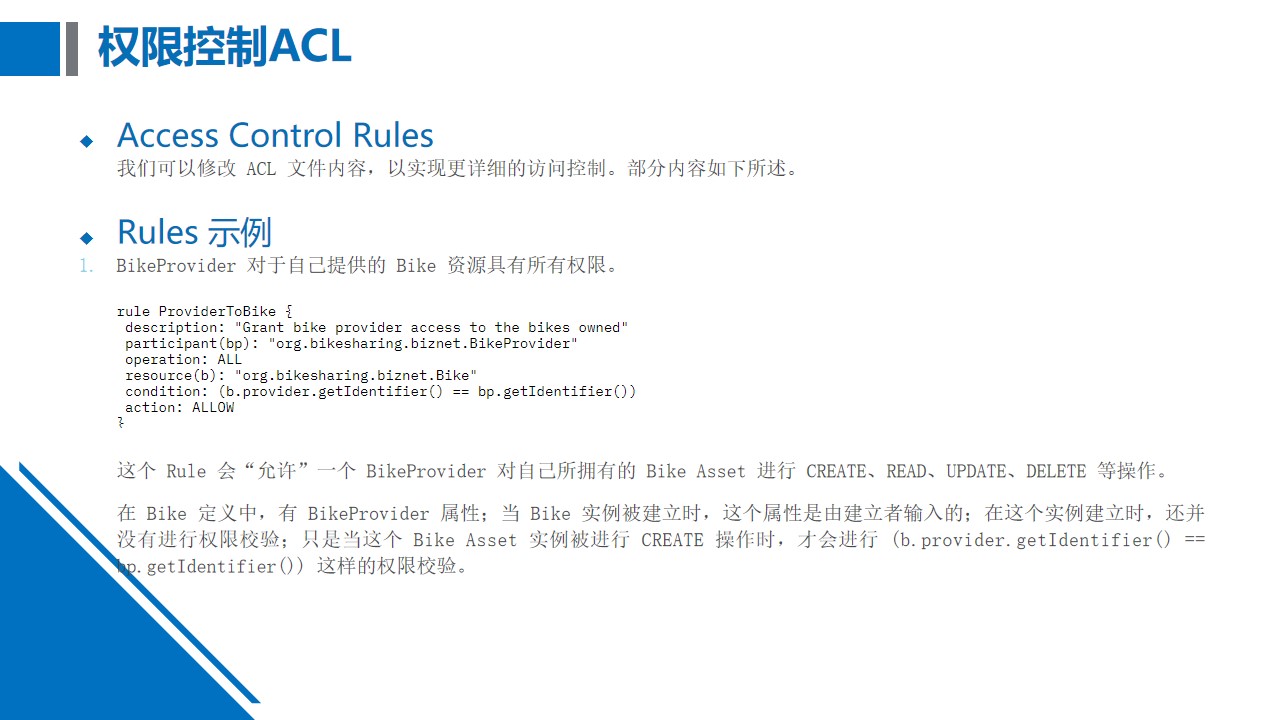 权限控制ACL
Access Control Rules
我们可以修改 ACL 文件内容，以实现更详细的访问控制。部分内容如下所述。
Rules 示例
1. BikeProvider 对于自己提供的 Bike 资源具有所有权限。
rule ProviderToBike {
description: "Grant bike provider access to the bikes owned"
participant(bp): "org.bikesharing.biznet.BikeProvider"
operation: ALL
resource(b): "org.bikesharing.biznet.Bike"
condition: (b.provider.getIdentifier() == bp.getIdentifier())
action: ALLOW
}
这个 Rule 会“允许”一个 BikeProvider 对自己所拥有的 Bike Asset 进行 CREATE、READ、UPDATE、DELETE 等操作。
在 Bike 定义中，有 BikeProvider 属性；当 Bike 实例被建立时，这个属性是由建立者输入的；在这个实例建立时，还并
没有进行权限校验；只是当这个 Bike Asset 实例被进行 CREATE 操作时，才会进行 (b.provider.getIdentifier() ==
bp.getIdentifier()) 这样的权限校验。